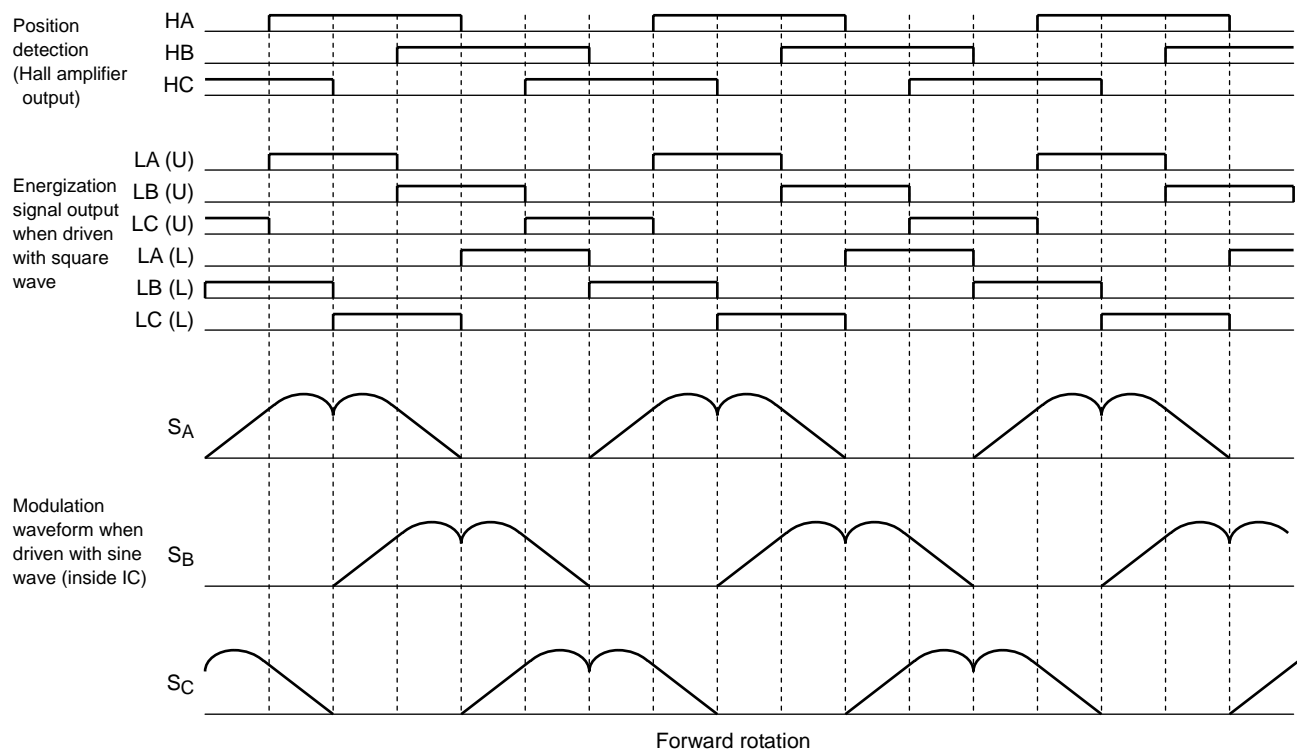 Position
detection
(Hall amplifier
output)
HA
HB
HC
Energization
signal output
when driven
with square
wave
LA (U)
LB (U)
LC (U)
LA (L)
LB (L)
LC (L)
Modulation
waveform when
driven with sine
wave (inside IC)
SA
SB
SC
Forward rotation